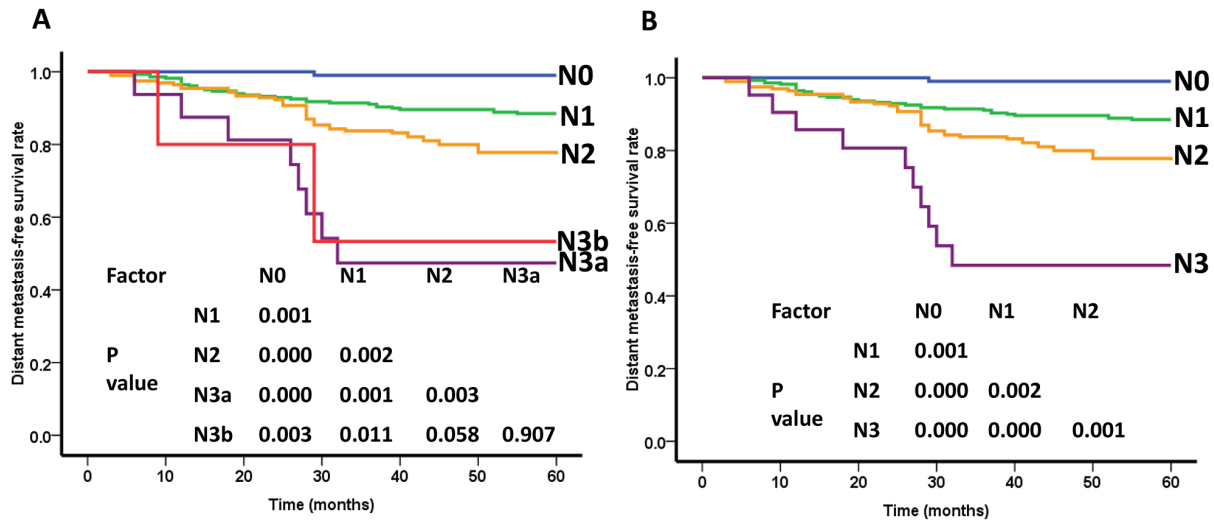 A
Distant metastasis-free survival rate
1.0
0.8
0.6
0.4
0.2
0.0
N0
N1
N2
N3b
N3a
Factor N0 N1 N2 N3a
N1 0.001
P value
N2 0.000 0.002
N3a 0.000 0.001 0.003
N3b 0.003 0.011 0.058 0.907
0 10 20 30 40 50 60
Time (months)
B
Distant metastasis-free survival rate
1.0
0.8
0.6
0.4
0.2
0.0
N0
N1
N2
N3
Factor N0 N1 N2
N1 0.001
P value
N2 0.000 0.002
N3 0.000 0.000 0.001
0 10 20 30 40 50 60
Time (months)